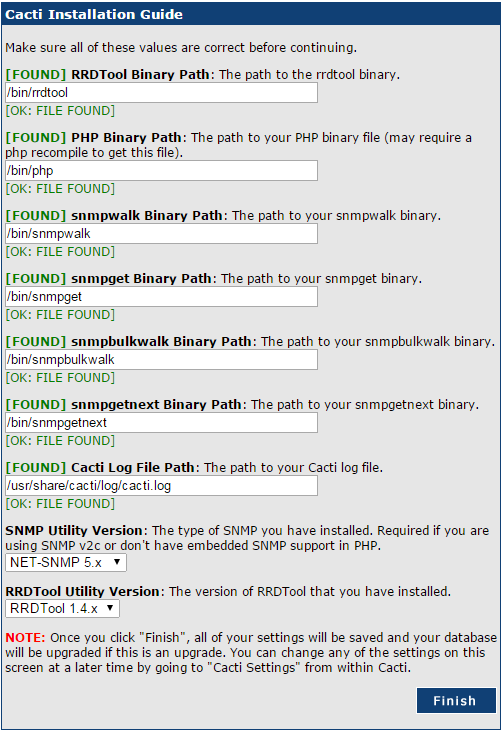 Cacti Installation Guide
Make sure all of these values are correct before continuing.
[FOUND] RRDTool Binary Path: The path to the rrdtool binary.
/bin/rrdtool
[OK: FILE FOUND]
[FOUND] PHP Binary Path: The path to your PHP binary file (may require a
php recompile to get this file).
/bin/php
[OK: FILE FOUND]
[FOUND] snmpwalk Binary Path: The path to your snmpwalk binary.
/bin/snmpwalk
[OK: FILE FOUND]
[FOUND] snmpget Binary Path: The path to your snmpget binary.
/bin/snmpget
[OK: FILE FOUND]
[FOUND] snmpbulkwalk Binary Path: The path to your snmpbulkwalk binary.
/bin/snmpbulkwalk
[OK: FILE FOUND]
[FOUND] snmpgetnext Binary Path: The path to your snmpgetnext binary.
/bin/snmpgetnext
[OK: FILE FOUND]
[FOUND] Cacti Log File Path: The path to your Cacti log file.
/usr/share/cacti/log/cacti.log
[OK: FILE FOUND]
SNMP Utility Version: The type of SNMP you have installed. Required if you are
using SNMP v2c or don't have embedded SNMP support in PHP.
NET-SNMP 5.x
RRDTool Utility Version: The version of RRDTool that you have installed.
RRDTool 1.4.x
NOTE: Once you click "Finish", all of your settings will be saved and your database
will be upgraded if this is an upgrade. You can change any of the settings on this
screen at a later time by going to "Cacti Settings" from within Cacti.
Finish